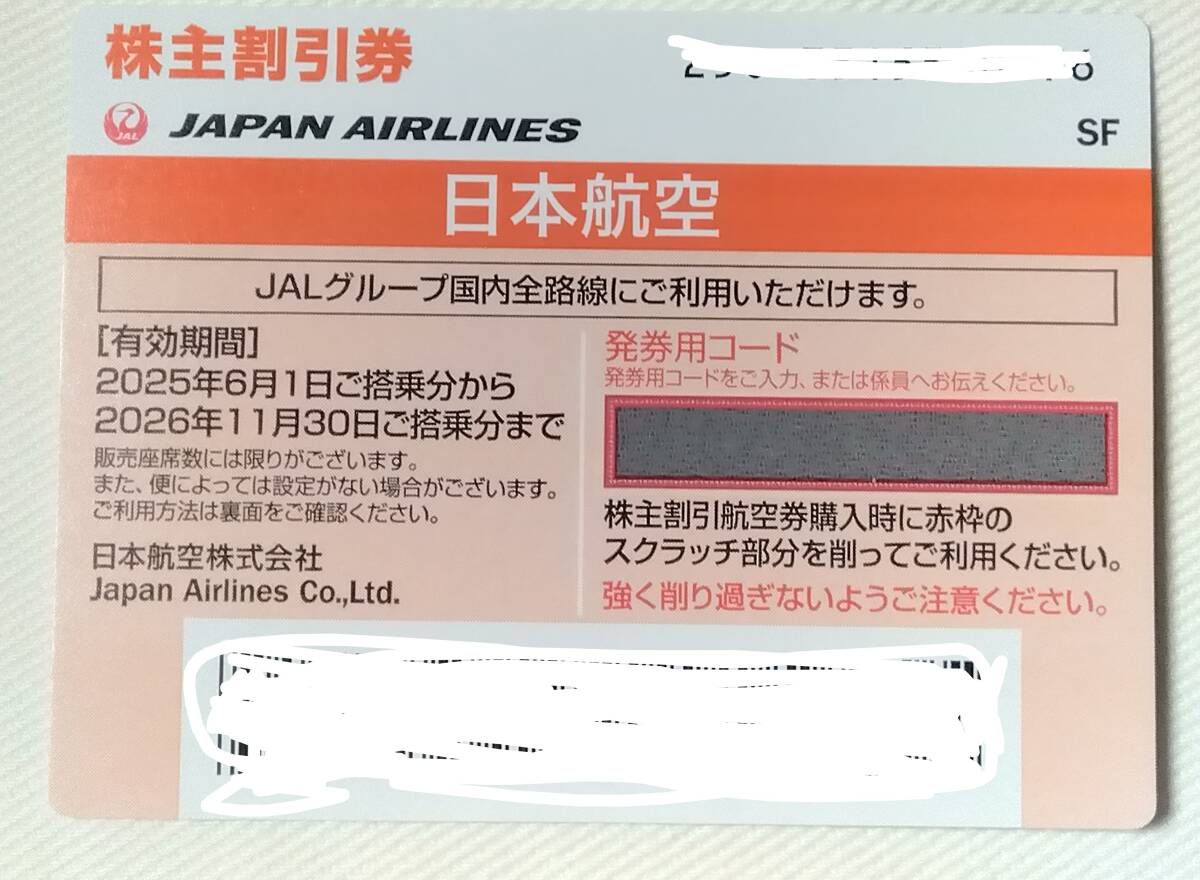 株主割引券
JAL JAPAN AIRLINES
SF
日本航空
JALグループ国内全路線にご利用いただけます。
[有効期間]
2025年6月1日ご搭乗分から
2026年11月30日ご搭乗分まで
販売座席数には限りがございます。
また、便によっては設定がない場合がございます。
ご利用方法は裏面をご確認ください。
日本航空株式会社
Japan Airlines Co.,Ltd.
発券用コード
発券用コードをご入力、または係員へお伝えください。
株主割引航空券購入時に赤枠の
スクラッチ部分を削ってご利用ください。
強く削り過ぎないようご注意ください。